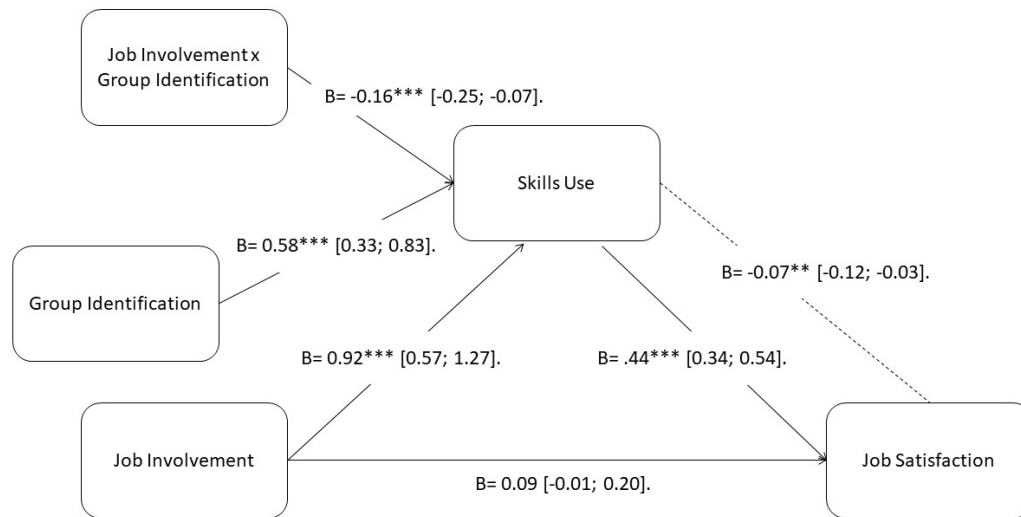 Job Involvement x
Group Identification
B= -0.16*** [-0.25; -0.07].
Skills Use
B= 0.58*** [0.33; 0.83].
B= -0.07** [-0.12; -0.03].
Group Identification
B= 0.92*** [0.57; 1.27].
B= .44*** [0.34; 0.54].
Job Involvement
Job Satisfaction
B= 0.09 [-0.01; 0.20].